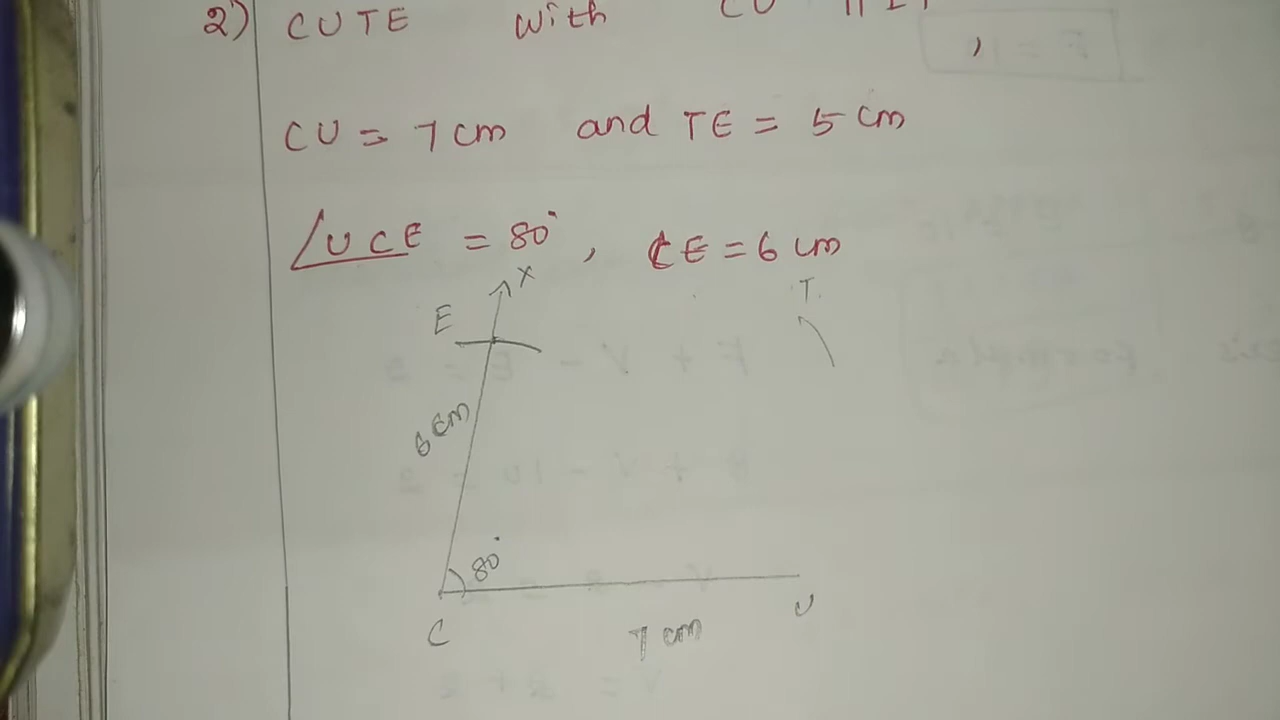 2) CUTE with CU ||
,
CU = 7 cm and TE = 5 cm
∠UCE = 80°, CE = 6 cm
X
E
T
6 cm
80°
C
U
7 cm